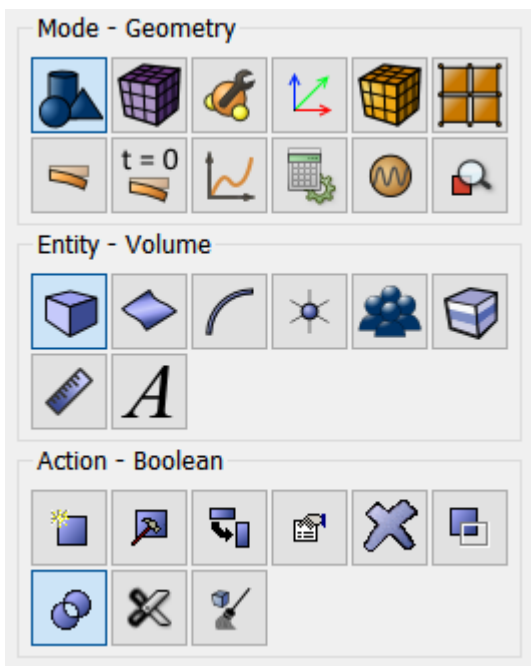 Mode - Geometry
t = 0
Entity - Volume
A
Action - Boolean